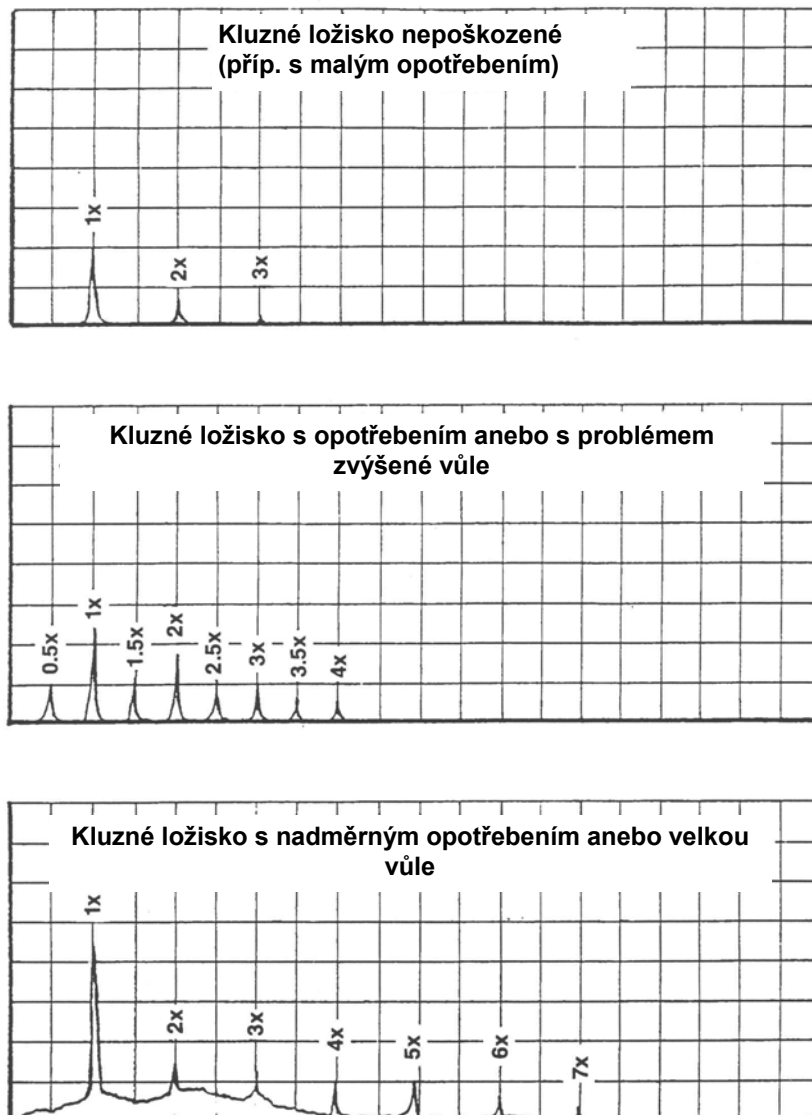 Kluzné ložisko nepoškozené
(příp. s malým opotřebením)
1x
2x
3x
Kluzné ložisko s opotřebením anebo s problémem
zvýšené vůle
0.5x
1x
1.5x
2x
2.5x
3x
3.5x
4x
Kluzné ložisko s nadměrným opotřebením anebo velkou
vůle
1x
2x
3x
4x
5x
6x
7x